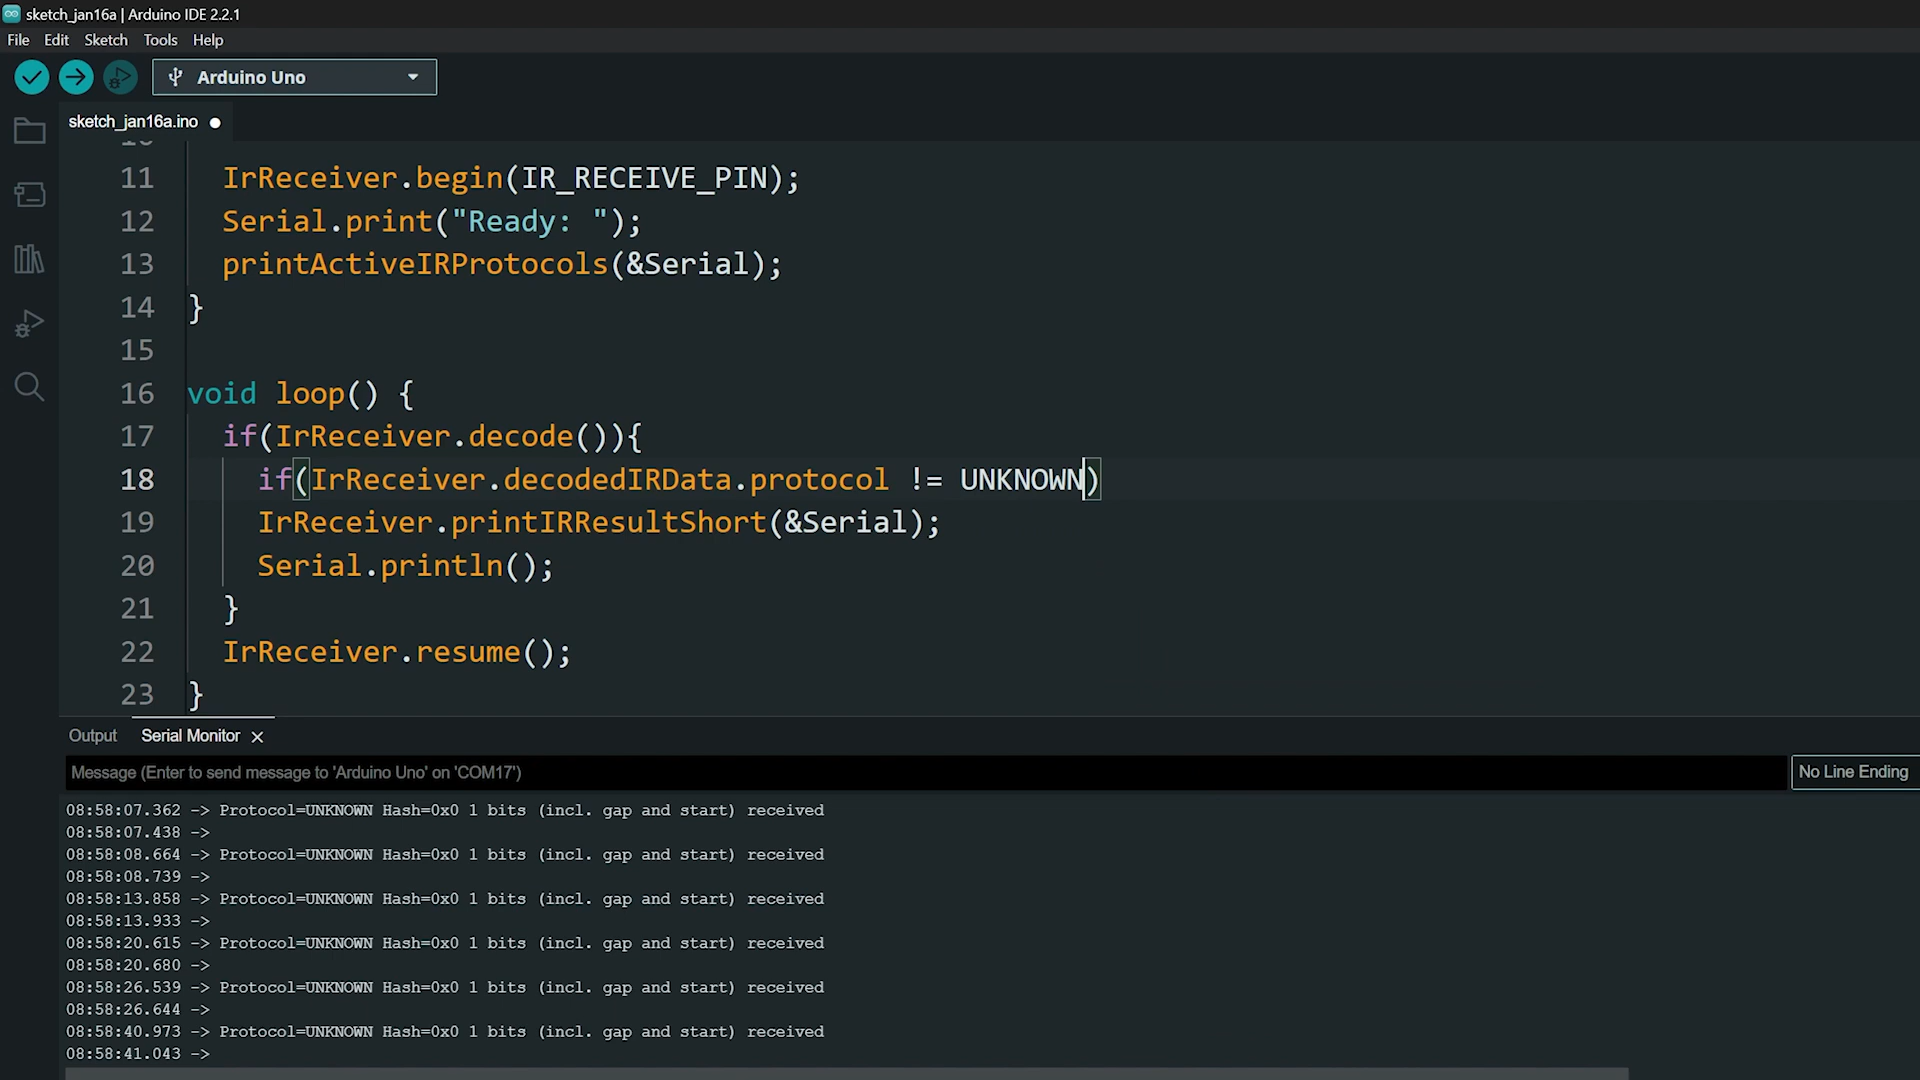 sketch_jan16a | Arduino IDE 2.2.1
File Edit Sketch Tools Help
Arduino Uno
sketch_jan16a.ino
10
11 IrReceiver.begin(IR_RECEIVE_PIN);
12 Serial.print("Ready: ");
13 printActiveIRProtocols(&Serial);
14 }
15
16 void loop() {
17 if(IrReceiver.decode()){
18 if(IrReceiver.decodedIRData.protocol != UNKNOWN)
19 IrReceiver.printIRResultShort(&Serial);
20 Serial.println();
21 }
22 IrReceiver.resume();
23 }
Output Serial Monitor
Message (Enter to send message to 'Arduino Uno' on 'COM17')
No Line Ending
08:58:07.362 -> Protocol=UNKNOWN Hash=0x0 1 bits (incl. gap and start) received
08:58:07.438 ->
08:58:08.664 -> Protocol=UNKNOWN Hash=0x0 1 bits (incl. gap and start) received
08:58:08.739 ->
08:58:13.858 -> Protocol=UNKNOWN Hash=0x0 1 bits (incl. gap and start) received
08:58:13.933 ->
08:58:20.615 -> Protocol=UNKNOWN Hash=0x0 1 bits (incl. gap and start) received
08:58:20.680 ->
08:58:26.539 -> Protocol=UNKNOWN Hash=0x0 1 bits (incl. gap and start) received
08:58:26.644 ->
08:58:40.973 -> Protocol=UNKNOWN Hash=0x0 1 bits (incl. gap and start) received
08:58:41.043 ->